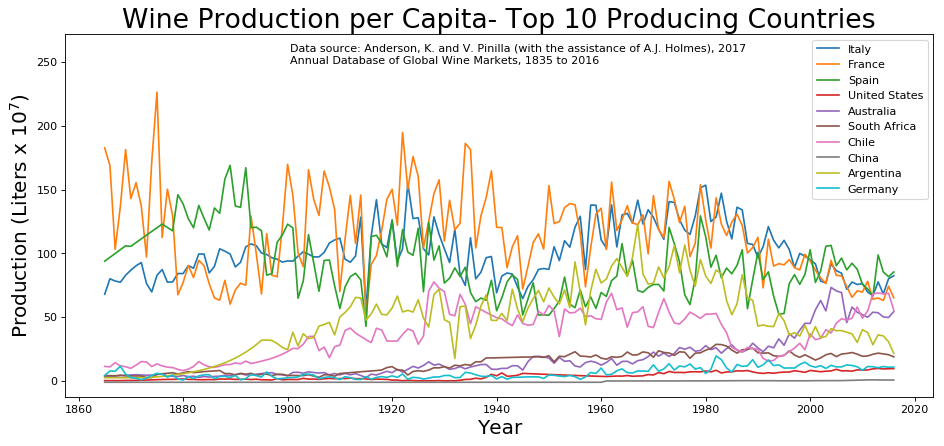 Wine Production per Capita- Top 10 Producing Countries
Data source: Anderson, K. and V. Pinilla (with the assistance of A.J. Holmes), 2017
Annual Database of Global Wine Markets, 1835 to 2016
Italy
France
Spain
United States
Australia
South Africa
Chile
China
Argentina
Germany
Production (Liters x 10⁷)
250
200
150
100
50
0
1860
1880
1900
1920
1940
1960
1980
2000
2020
Year